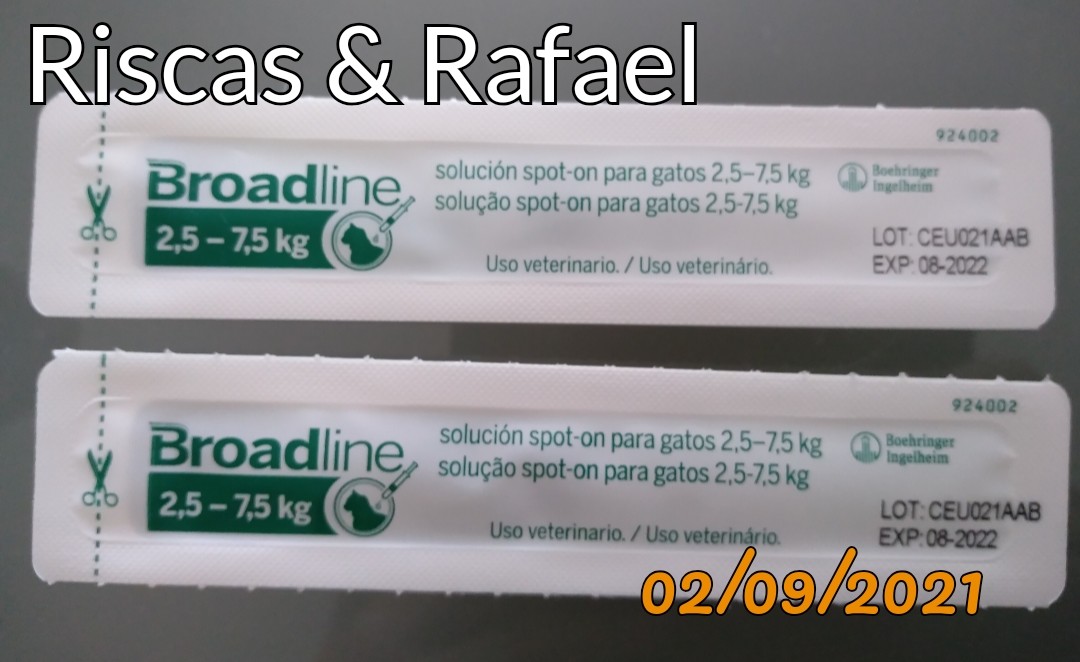 Riscas & Rafael
924002
Broadline
2,5 – 7,5 kg
solución spot-on para gatos 2,5–7,5 kg
solução spot-on para gatos 2,5-7,5 kg
Uso veterinario. / Uso veterinário.
Boehringer
Ingelheim
LOT: CEU021AAB
EXP: 08-2022
924002
Broadline
2,5 – 7,5 kg
solución spot-on para gatos 2,5–7,5 kg
solução spot-on para gatos 2,5-7,5 kg
Uso veterinario. / Uso veterinário.
Boehringer
Ingelheim
LOT: CEU021AAB
EXP: 08-2022
02/09/2021